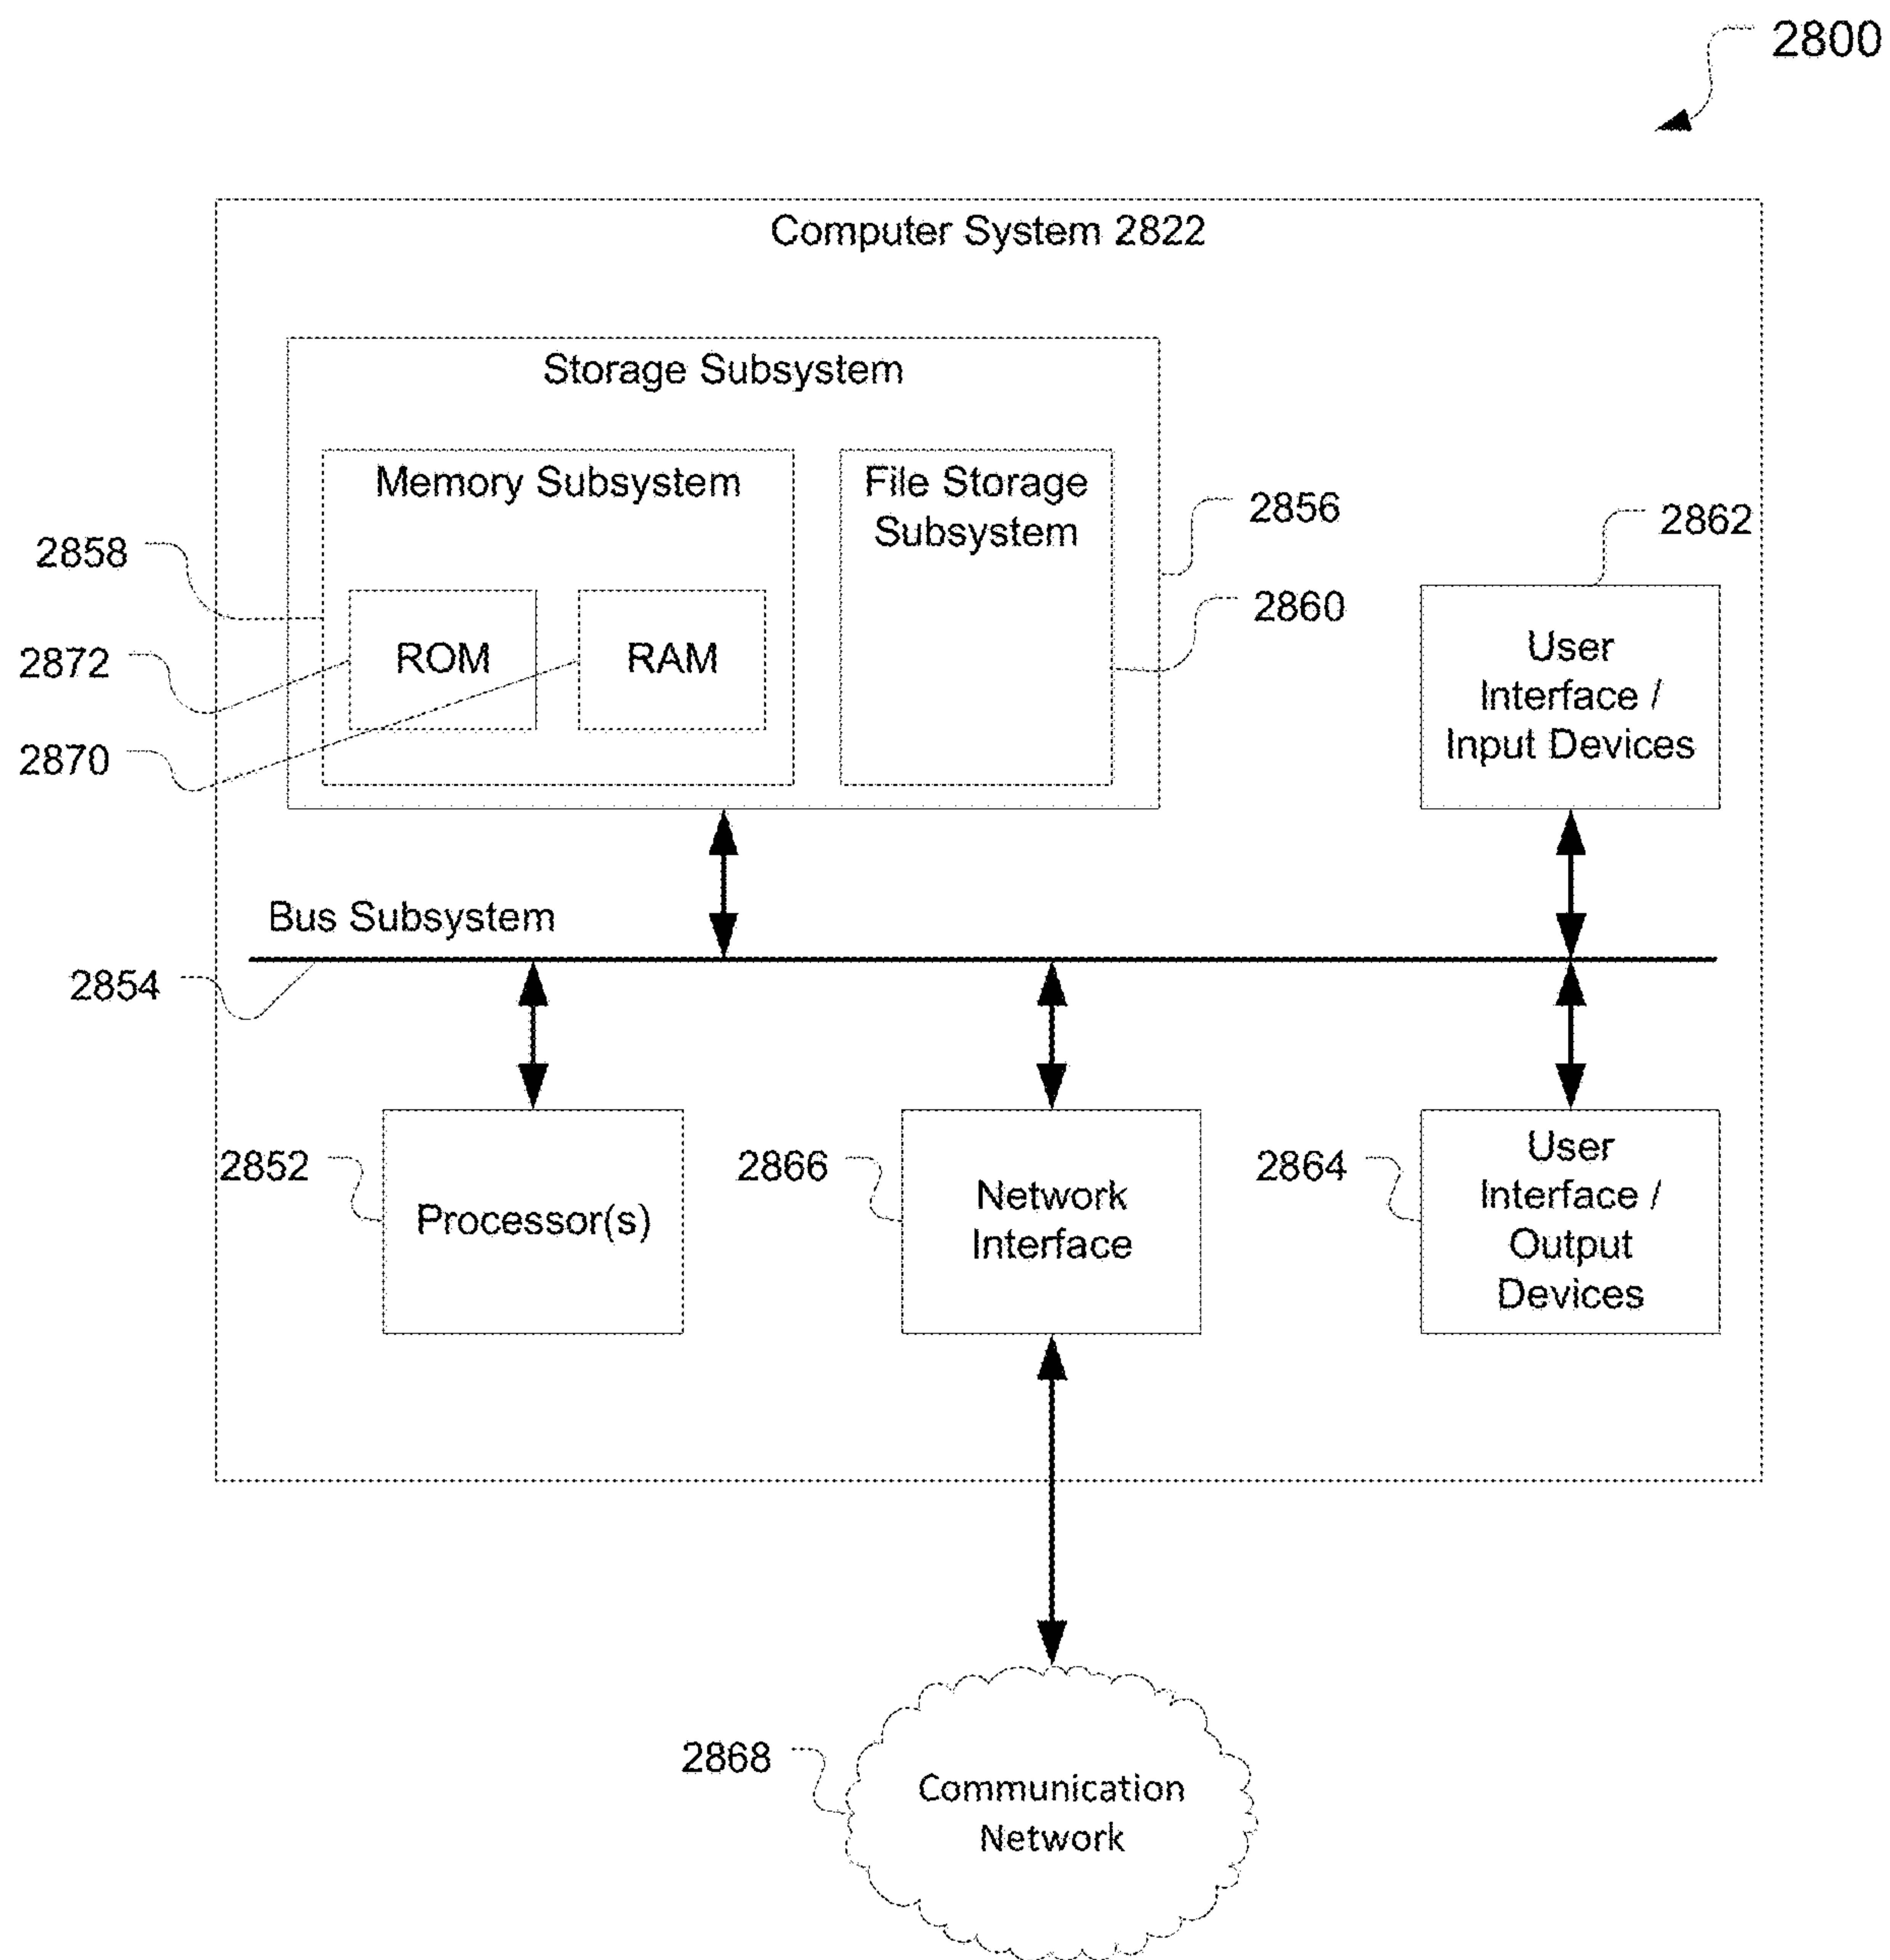 2800
Computer System 2822
Storage Subsystem
Memory Subsystem
File Storage
Subsystem
2856
2862
2858
2860
ROM
RAM
2872
User
Interface /
Input Devices
2870
Bus Subsystem
2854
2852
Processor(s)
2866
Network
Interface
2864
User
Interface /
Output
Devices
2868
Communication
Network